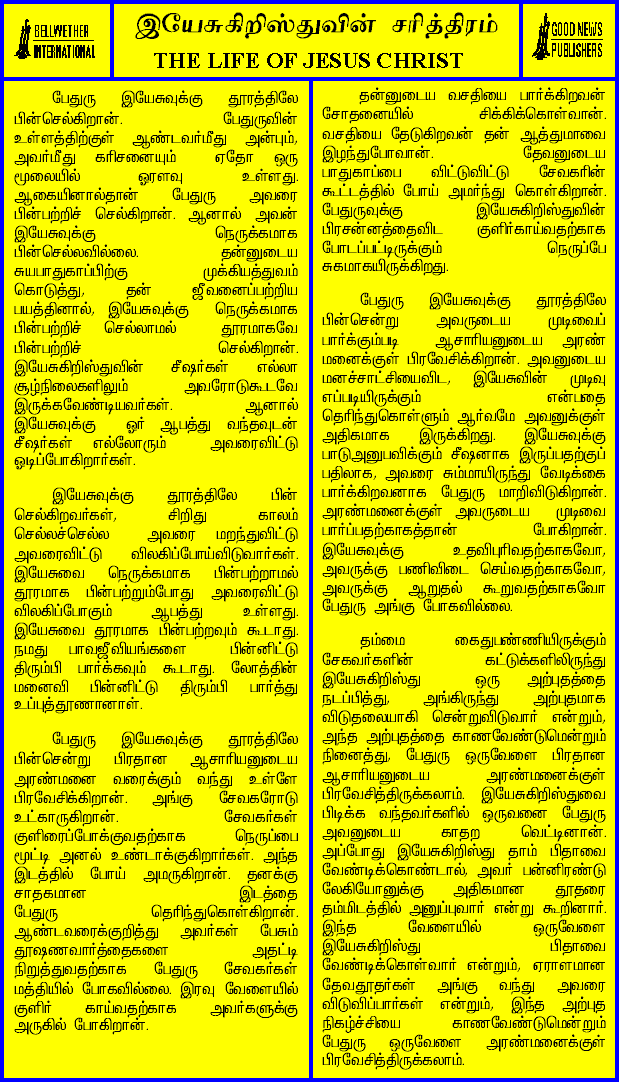 BELLWETHER
INTERNATIONAL
இயேசுகிறிஸ்துவின் சரித்திரம்
THE LIFE OF JESUS CHRIST
GOOD NEWS
PUBLISHERS
பேதுரு இயேசுவுக்கு தூரத்திலே
பின்செல்கிறான். பேதுருவின்
உள்ளத்திற்குள் ஆண்டவர்மீது அன்பும்,
அவர்மீது கரிசனையும் ஏதோ ஒரு
மூலையில் ஓரளவு உள்ளது.
ஆகையினால்தான் பேதுரு அவரை
பின்பற்றிச் செல்கிறான். ஆனால் அவன்
இயேசுவுக்கு நெருக்கமாக
பின்செல்லவில்லை. தன்னுடைய
சுயபாதுகாப்பிற்கு முக்கியத்துவம்
கொடுத்து, தன் ஜீவனைப்பற்றிய
பயத்தினால், இயேசுவுக்கு நெருக்கமாக
பின்பற்றிச் செல்லாமல் தூரமாகவே
பின்பற்றிச் செல்கிறான்.
இயேசுகிறிஸ்துவின் சீஷர்கள் எல்லா
சூழ்நிலைகளிலும் அவரோடுகூடவே
இருக்கவேண்டியவர்கள். ஆனால்
இயேசுவுக்கு ஓர் ஆபத்து வந்தவுடன்
சீஷர்கள் எல்லோரும் அவரைவிட்டு
ஓடிப்போகிறார்கள்.
இயேசுவுக்கு தூரத்திலே பின்
செல்கிறவர்கள், சிறிது காலம்
செல்லச்செல்ல அவரை மறந்துவிட்டு
அவரைவிட்டு விலகிப்போய்விடுவார்கள்.
இயேசுவை நெருக்கமாக பின்பற்றாமல்
தூரமாக பின்பற்றும்போது அவரைவிட்டு
விலகிப்போகும் ஆபத்து உள்ளது.
இயேசுவை தூரமாக பின்பற்றவும் கூடாது.
நமது பாவஜீவியங்களை பின்னிட்டு
திரும்பி பார்க்கவும் கூடாது. லோத்தின்
மனைவி பின்னிட்டு திரும்பி பார்த்து
உப்புத்தூணானாள்.
பேதுரு இயேசுவுக்கு தூரத்திலே
பின்சென்று பிரதான ஆசாரியனுடைய
அரண்மனை வரைக்கும் வந்து உள்ளே
பிரவேசிக்கிறான். அங்கு சேவகரோடு
உட்காருகிறான். சேவகர்கள்
குளிரைப்போக்குவதற்காக நெருப்பை
மூட்டி அனல் உண்டாக்குகிறார்கள். அந்த
இடத்தில் போய் அமருகிறான். தனக்கு
சாதகமான இடத்தை
பேதுரு தெரிந்துகொள்கிறான்.
ஆண்டவரைக்குறித்து அவர்கள் பேசும்
தூஷணவார்த்தைகளை அதட்டி
நிறுத்துவதற்காக பேதுரு சேவகர்கள்
மத்தியில் போகவில்லை. இரவு வேளையில்
குளிர் காய்வதற்காக அவர்களுக்கு
அருகில் போகிறான்.
தன்னுடைய வசதியை பார்க்கிறவன்
சோதனையில் சிக்கிக்கொள்வான்.
வசதியை தேடுகிறவன் தன் ஆத்துமாவை
இழந்துபோவான். தேவனுடைய
பாதுகாப்பை விட்டுவிட்டு சேவகரின்
கூட்டத்தில் போய் அமர்ந்து கொள்கிறான்.
பேதுருவுக்கு இயேசுகிறிஸ்துவின்
பிரசன்னத்தைவிட குளிர்காய்வதற்காக
போடப்பட்டிருக்கும் நெருப்பே
சுகமாகயிருக்கிறது.
பேதுரு இயேசுவுக்கு தூரத்திலே
பின்சென்று அவருடைய முடிவைப்
பார்க்கும்படி ஆசாரியனுடைய அரண்
மனைக்குள் பிரவேசிக்கிறான். அவனுடைய
மனச்சாட்சியைவிட, இயேசுவின் முடிவு
எப்படியிருக்கும் என்பதை
தெரிந்துகொள்ளும் ஆர்வமே அவனுக்குள்
அதிகமாக இருக்கிறது. இயேசுவுக்கு
பாடுஅனுபவிக்கும் சீஷனாக இருப்பதற்குப்
பதிலாக, அவரை சும்மாயிருந்து வேடிக்கை
பார்க்கிறவனாக பேதுரு மாறிவிடுகிறான்.
அரண்மனைக்குள் அவருடைய முடிவை
பார்ப்பதற்காகத்தான் போகிறான்.
இயேசுவுக்கு உதவிபுரிவதற்காகவோ,
அவருக்கு பணிவிடை செய்வதற்காகவோ,
அவருக்கு ஆறுதல் கூறுவதற்காகவோ
பேதுரு அங்கு போகவில்லை.
தம்மை கைதுபண்ணியிருக்கும்
சேகவர்களின் கட்டுக்களிலிருந்து
இயேசுகிறிஸ்து ஒரு அற்புதத்தை
நடப்பித்து, அங்கிருந்து அற்புதமாக
விடுதலையாகி சென்றுவிடுவார் என்றும்,
அந்த அற்புதத்தை காணவேண்டுமென்றும்
நினைத்து, பேதுரு ஒருவேளை பிரதான
ஆசாரியனுடைய அரண்மனைக்குள்
பிரவேசித்திருக்கலாம். இயேசுகிறிஸ்துவை
பிடிக்க வந்தவர்களில் ஒருவனை பேதுரு
அவனுடைய காதற வெட்டினான்.
அப்போது இயேசுகிறிஸ்து தாம் பிதாவை
வேண்டிக்கொண்டால், அவர் பன்னிரண்டு
லேகியோனுக்கு அதிகமான தூதரை
தம்மிடத்தில் அனுப்புவார் என்று கூறினார்.
இந்த வேளையில் ஒருவேளை
இயேசுகிறிஸ்து பிதாவை
வேண்டிக்கொள்வார் என்றும், ஏராளமான
தேவதூதர்கள் அங்கு வந்து அவரை
விடுவிப்பார்கள் என்றும், இந்த அற்புத
நிகழ்ச்சியை காணவேண்டுமென்றும்
பேதுரு ஒருவேளை அரண்மனைக்குள்
பிரவேசித்திருக்கலாம்.